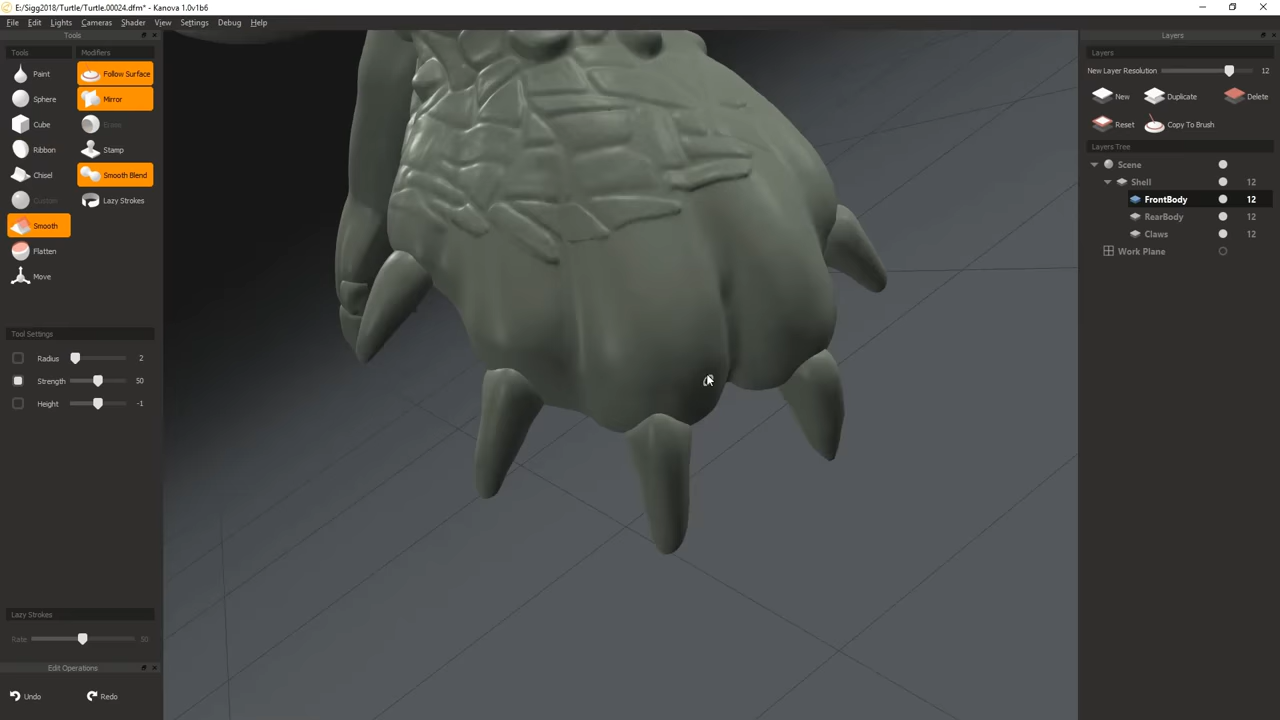 E:/Sigg2018/Turtle/Turtle.00024.dfm* - Kanova 1.0v1b6
File Edit Lights Cameras Shader View Settings Debug Help
Tools
Tools Modifiers
Paint Follow Surface
Sphere Mirror
Cube Erase
Ribbon Stamp
Chisel Smooth Blend
Custom Lazy Strokes
Smooth
Flatten
Move
Tool Settings
Radius 2
Strength 50
Height -1
Lazy Strokes
Rate 50
Edit Operations
Undo Redo
Layers
Layers
New Layer Resolution 12
New Duplicate Delete
Reset Copy To Brush
Layers Tree
Scene
Shell 12
FrontBody 12
RearBody 12
Claws 12
Work Plane